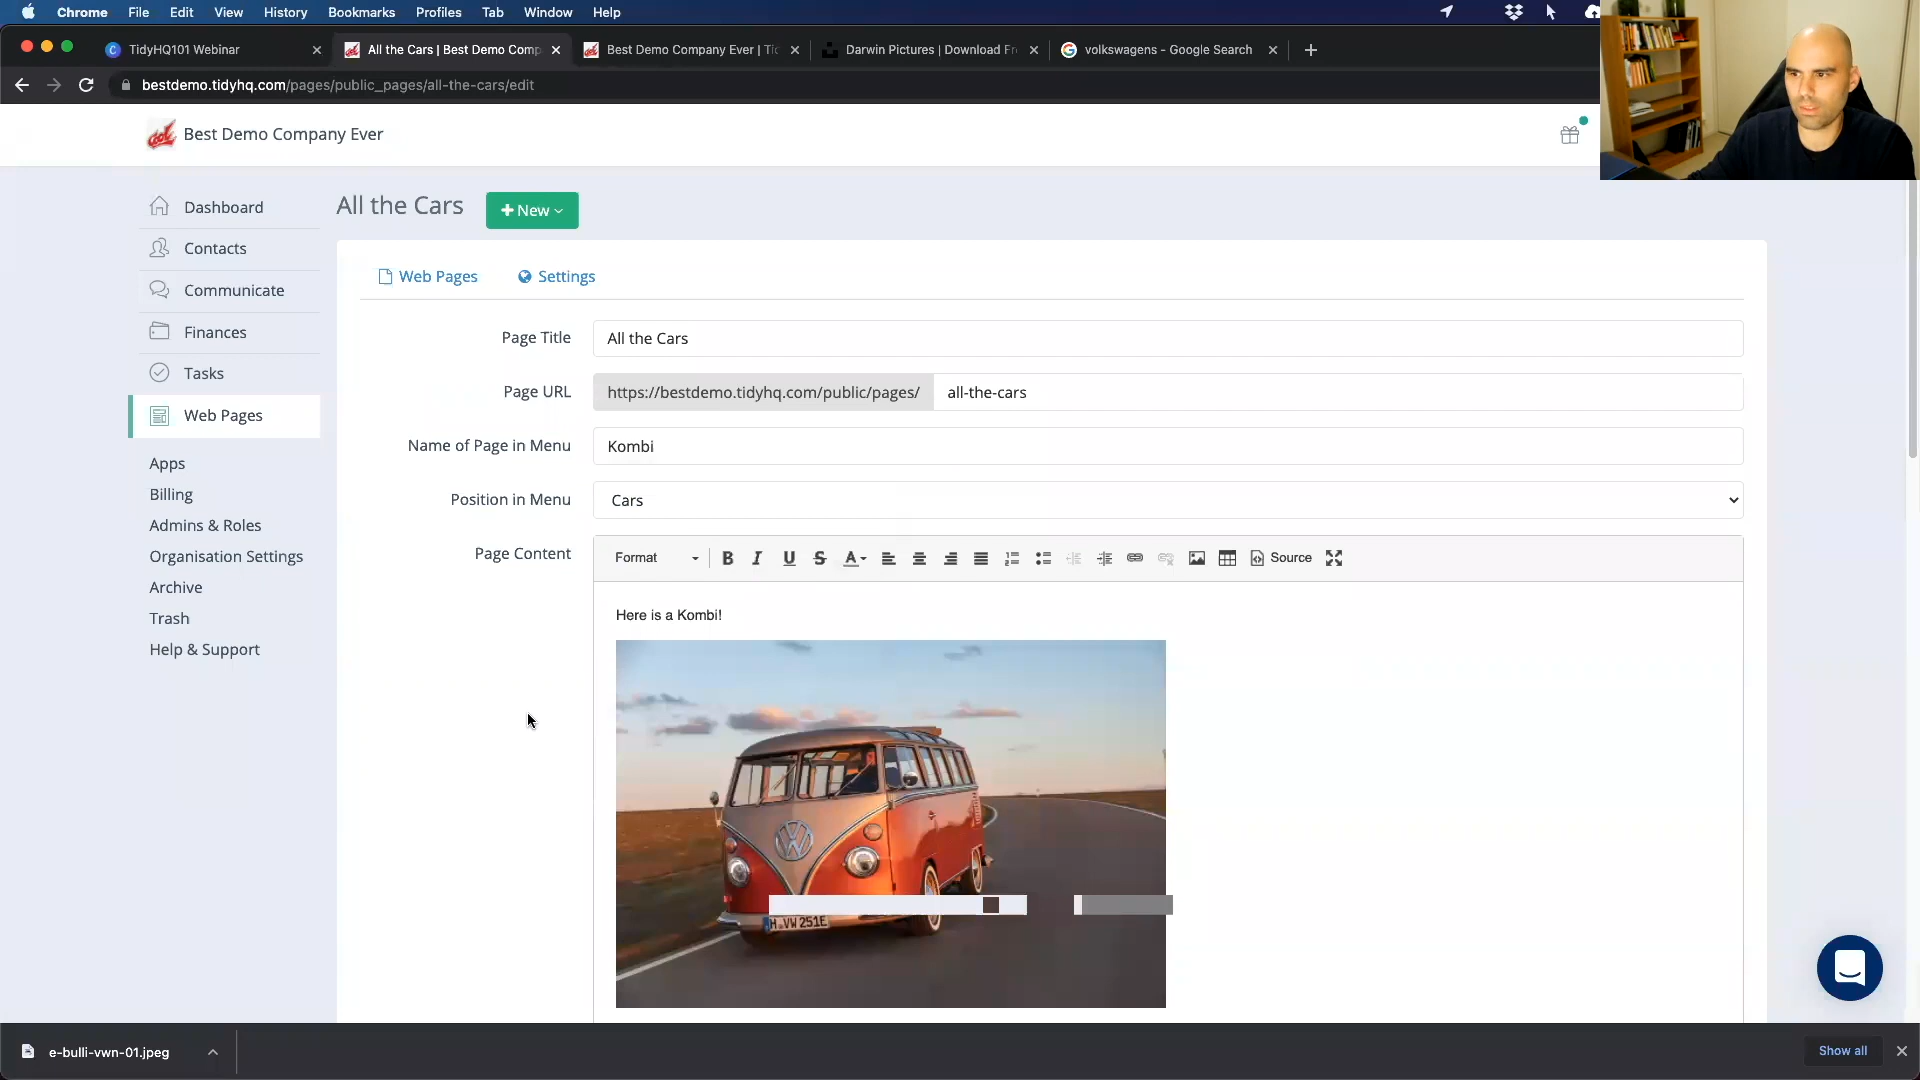 Chrome File Edit View History Bookmarks Profiles Tab Window Help
TidyHQ101 Webinar
All the Cars | Best Demo Comp
Best Demo Company Ever | Tic
Darwin Pictures | Download Fr
volkswagens - Google Search
bestdemo.tidyhq.com/pages/public_pages/all-the-cars/edit
Best Demo Company Ever
Dashboard
Contacts
Communicate
Finances
Tasks
Web Pages
Apps
Billing
Admins & Roles
Organisation Settings
Archive
Trash
Help & Support
All the Cars
+ New
Web Pages
Settings
Page Title
All the Cars
Page URL
https://bestdemo.tidyhq.com/public/pages/
all-the-cars
Name of Page in Menu
Kombi
Position in Menu
Cars
Page Content
Format
B I U S A
Source
Here is a Kombi!
H VW 251E
e-bulli-vwn-01.jpeg
Show all